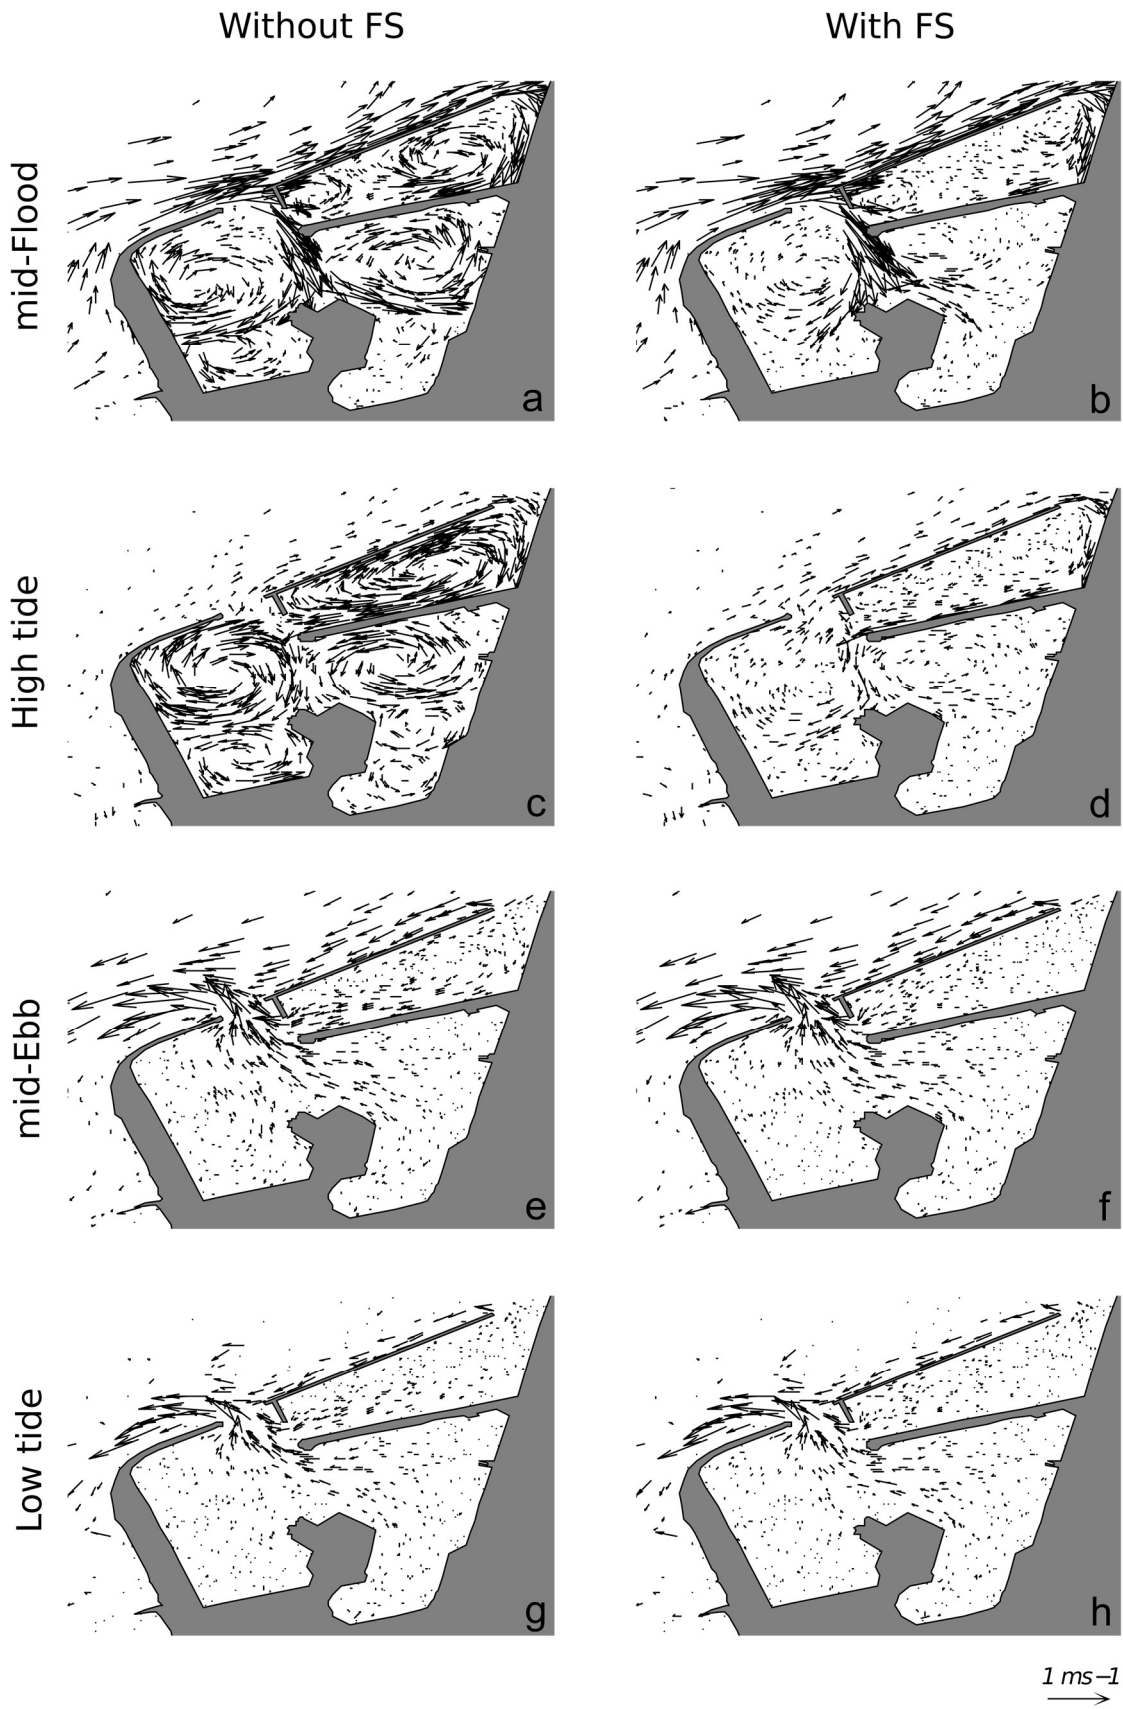 Without FS
With FS
mid-Flood
a
b
High tide
c
d
mid-Ebb
e
f
Low tide
g
h
1 ms−1